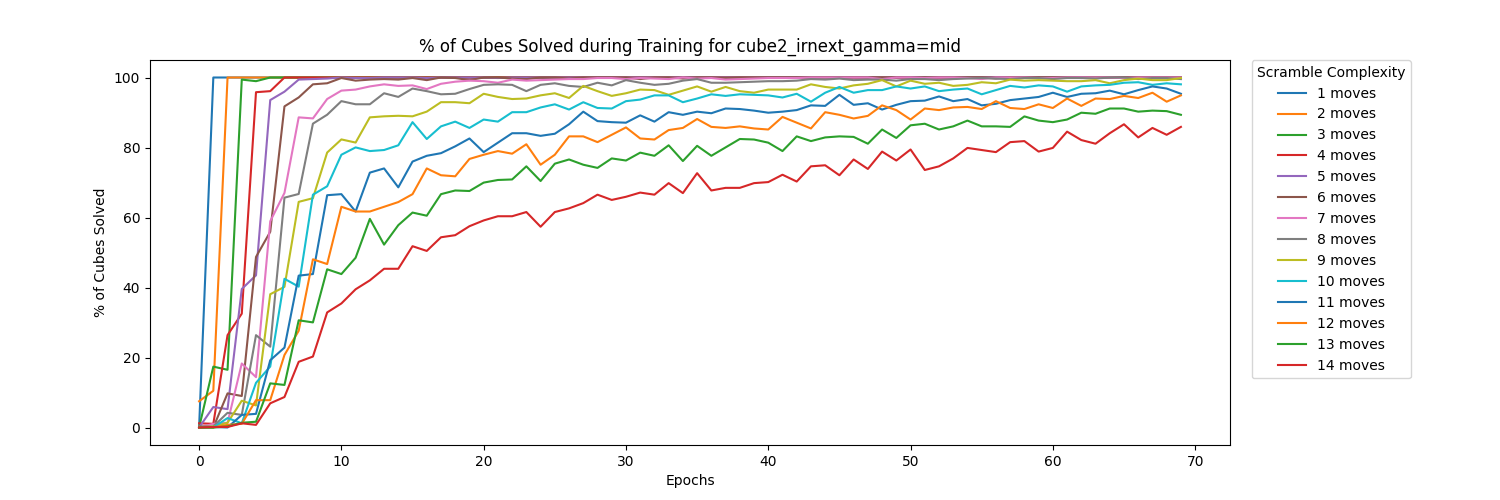 % of Cubes Solved during Training for cube2_irnext_gamma=mid
% of Cubes Solved
100
80
60
40
20
0
0 10 20 30 40 50 60 70
Epochs
Scramble Complexity
1 moves
2 moves
3 moves
4 moves
5 moves
6 moves
7 moves
8 moves
9 moves
10 moves
11 moves
12 moves
13 moves
14 moves